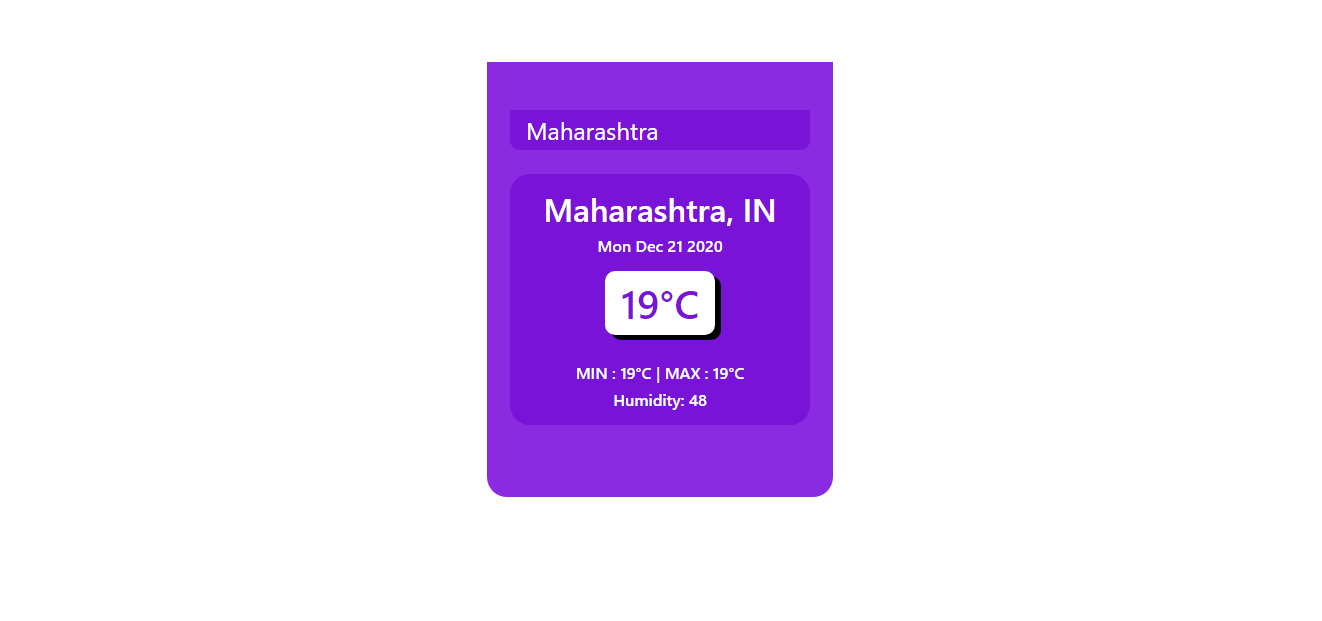 Maharashtra
Maharashtra, IN
Mon Dec 21 2020
19°C
MIN : 19°C | MAX : 19°C
Humidity: 48